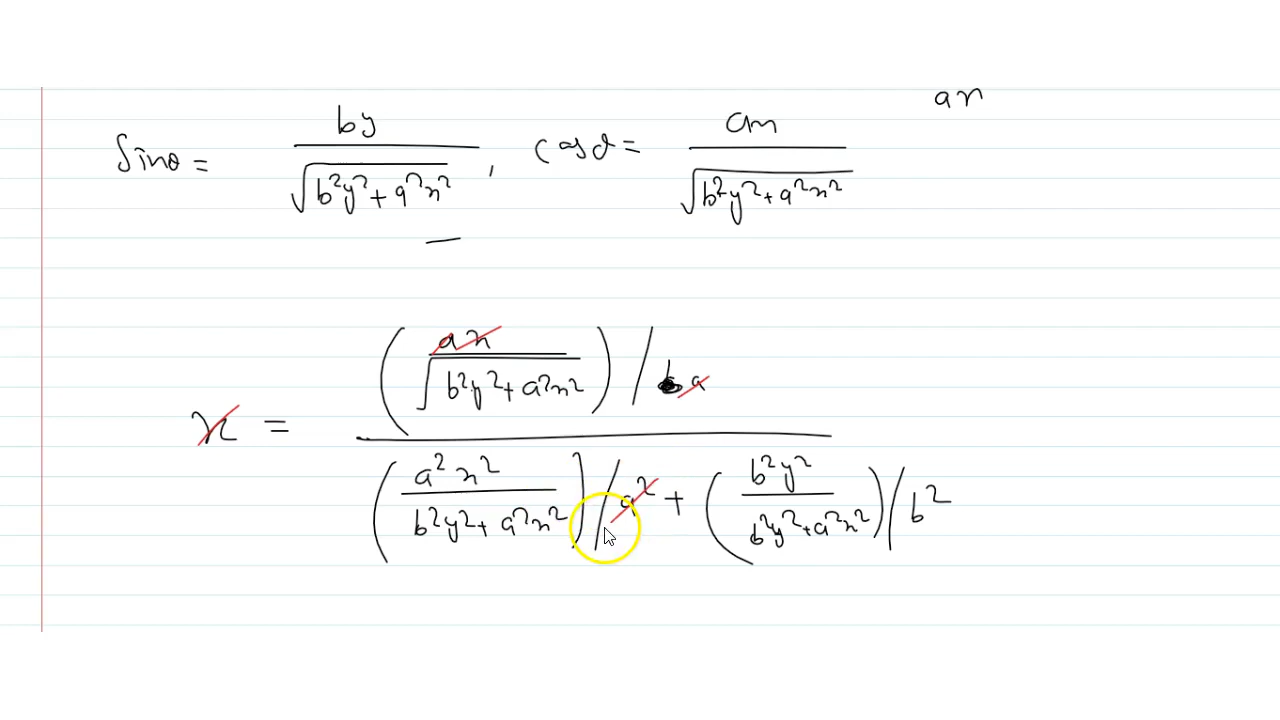 an
Sinθ = by / √(b²y² + a²x²) , cosθ = ax / √(b²y² + a²x²)
x = ((ax / √(b²y² + a²x²)) / a) / ((a²x² / (b²y² + a²x²)) / a² + (b²y² / (b²y² + a²x²)) / b²)